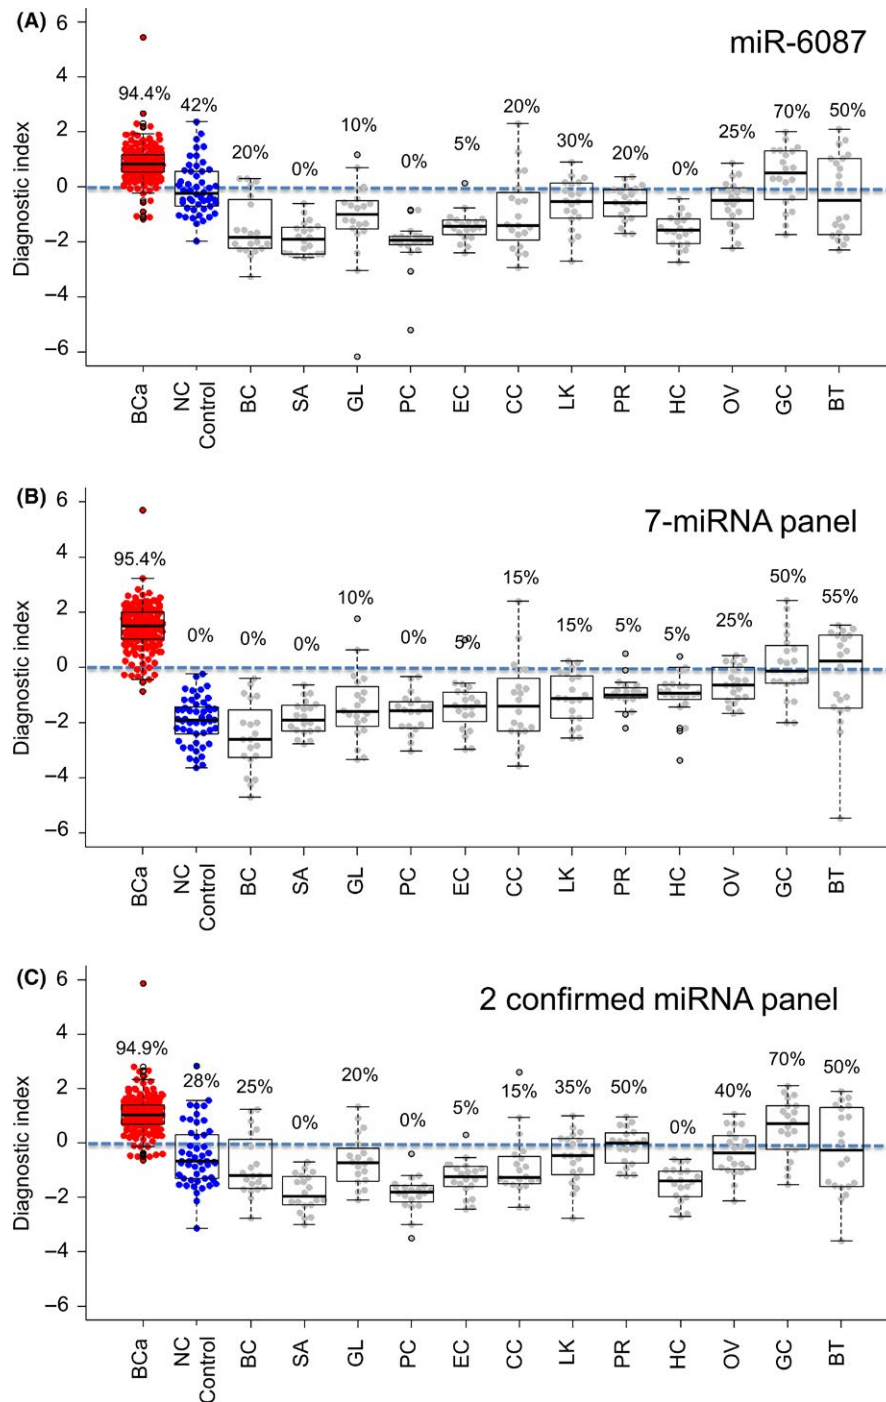 (A)
miR-6087
Diagnostic index
6
4
2
0
−2
−4
−6
94.4% 42% 20% 0% 10% 0% 5% 20% 30% 20% 0% 25% 70% 50%
BCa NC Control BC SA GL PC EC CC LK PR HC OV GC BT
(B)
7-miRNA panel
Diagnostic index
6
4
2
0
−2
−4
−6
95.4% 0% 0% 0% 10% 0% 5% 15% 15% 5% 5% 25% 50% 55%
BCa NC Control BC SA GL PC EC CC LK PR HC OV GC BT
(C)
2 confirmed miRNA panel
Diagnostic index
6
4
2
0
−2
−4
−6
94.9% 28% 25% 0% 20% 0% 5% 15% 35% 50% 0% 40% 70% 50%
BCa NC Control BC SA GL PC EC CC LK PR HC OV GC BT